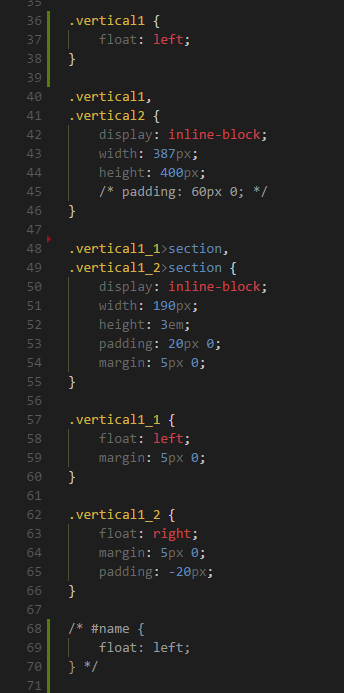 35
36 .vertical1 {
37     float: left;
38 }
39
40 .vertical1,
41 .vertical2 {
42     display: inline-block;
43     width: 387px;
44     height: 400px;
45     /* padding: 60px 0; */
46 }
47
48 .vertical1_1>section,
49 .vertical1_2>section {
50     display: inline-block;
51     width: 190px;
52     height: 3em;
53     padding: 20px 0;
54     margin: 5px 0;
55 }
56
57 .vertical1_1 {
58     float: left;
59     margin: 5px 0;
60 }
61
62 .vertical1_2 {
63     float: right;
64     margin: 5px 0;
65     padding: -20px;
66 }
67
68 /* #name {
69     float: left;
70 } */
71